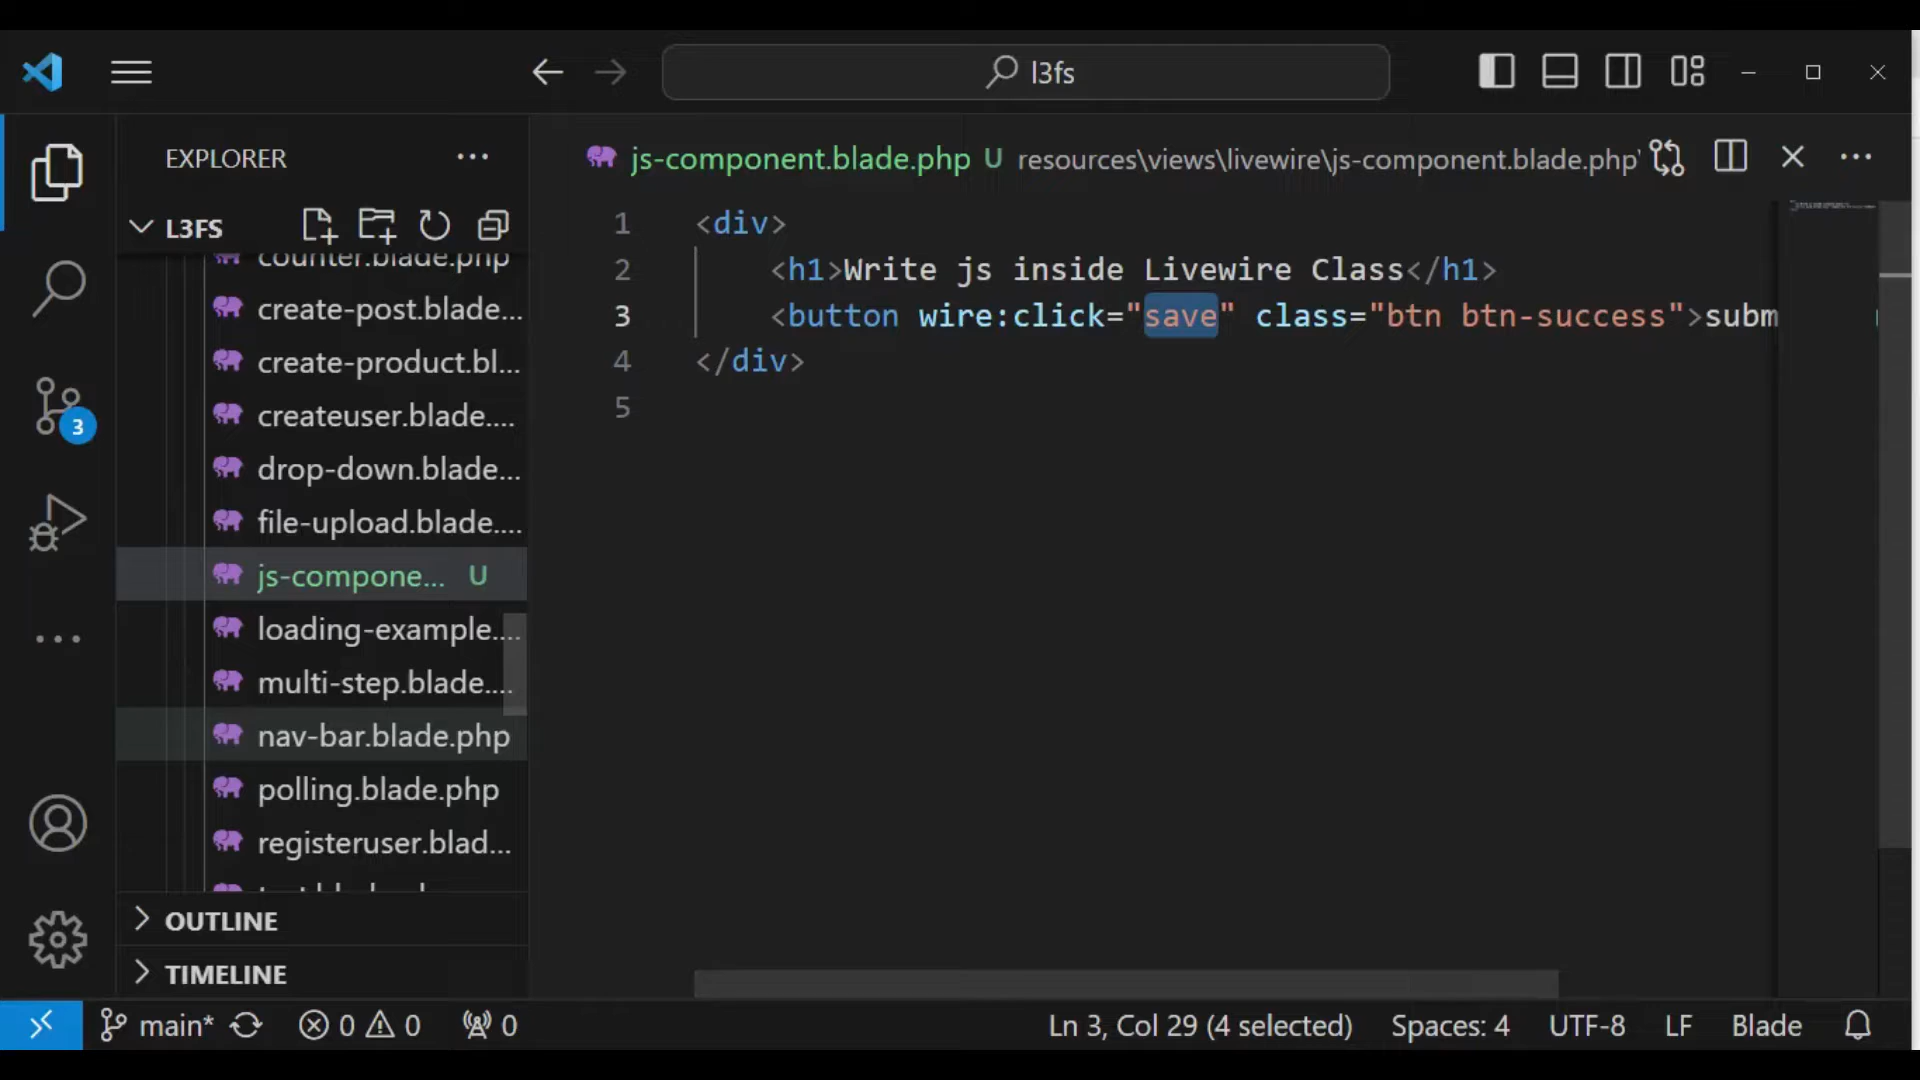 l3fs
EXPLORER
L3FS
counter.blade.php
create-post.blade...
create-product.bl...
createuser.blade....
drop-down.blade...
file-upload.blade....
js-compone... U
loading-example....
multi-step.blade....
nav-bar.blade.php
polling.blade.php
registeruser.blad...
OUTLINE
TIMELINE
js-component.blade.php U resources\views\livewire\js-component.blade.php
1 <div>
2 <h1>Write js inside Livewire Class</h1>
3 <button wire:click="save" class="btn btn-success">subm
4 </div>
5
3
main* 0 0 0
Ln 3, Col 29 (4 selected) Spaces: 4 UTF-8 LF Blade